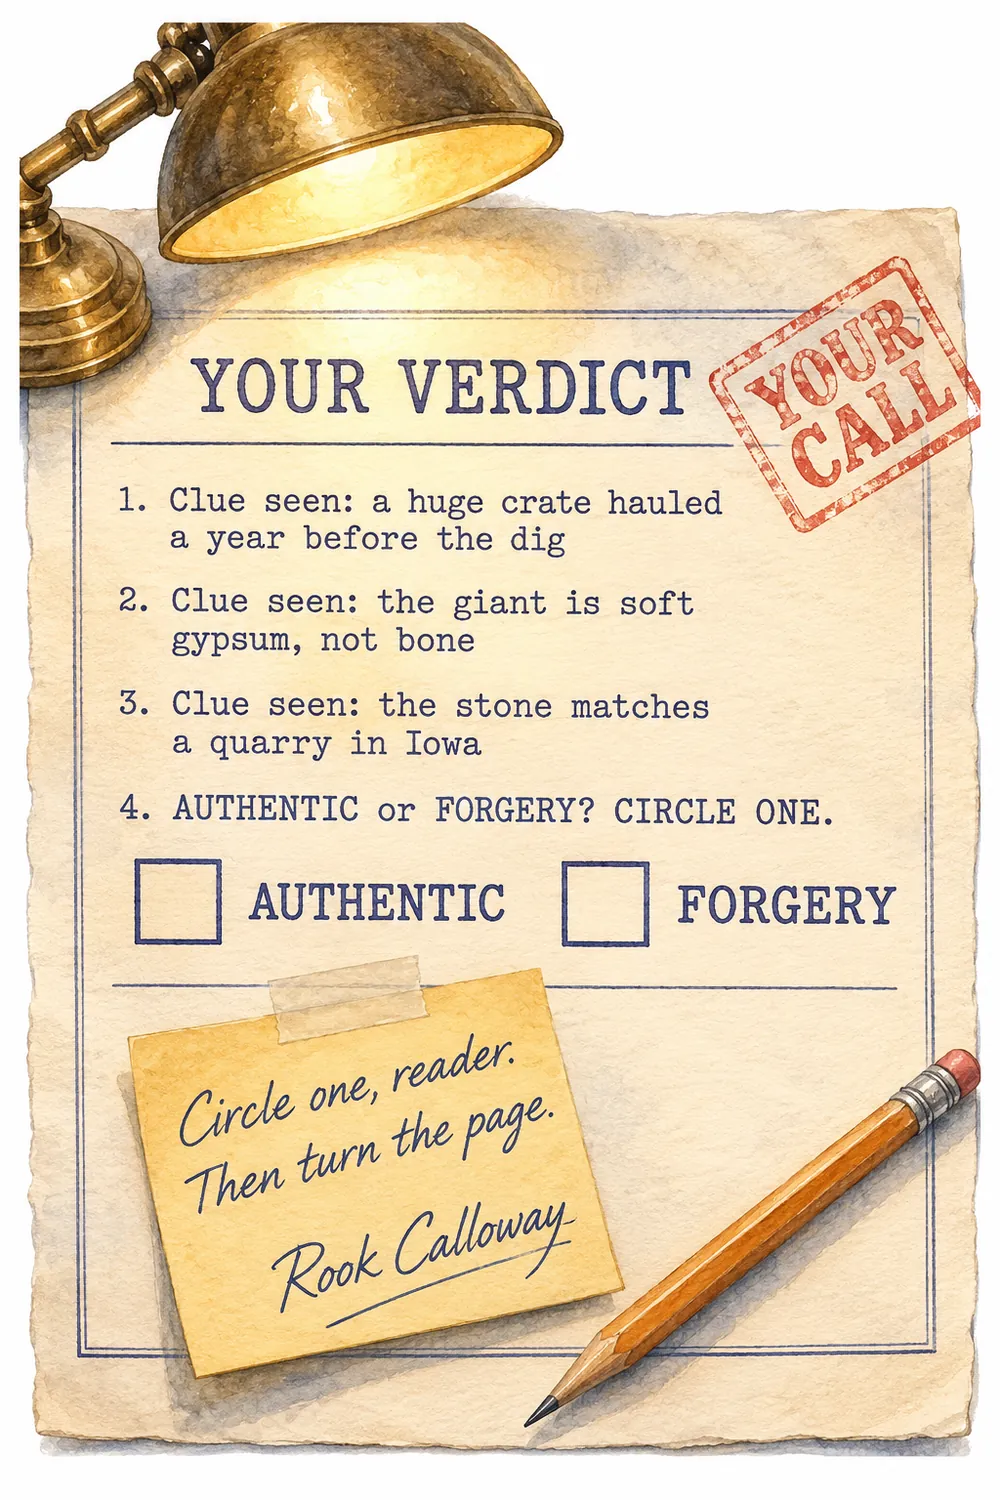 YOUR VERDICT
YOUR
CALL
1. Clue seen: a huge crate hauled
a year before the dig
2. Clue seen: the giant is soft
gypsum, not bone
3. Clue seen: the stone matches
a quarry in Iowa
4. AUTHENTIC or FORGERY? CIRCLE ONE.
AUTHENTIC FORGERY
Circle one, reader.
Then turn the page.
Rook Calloway